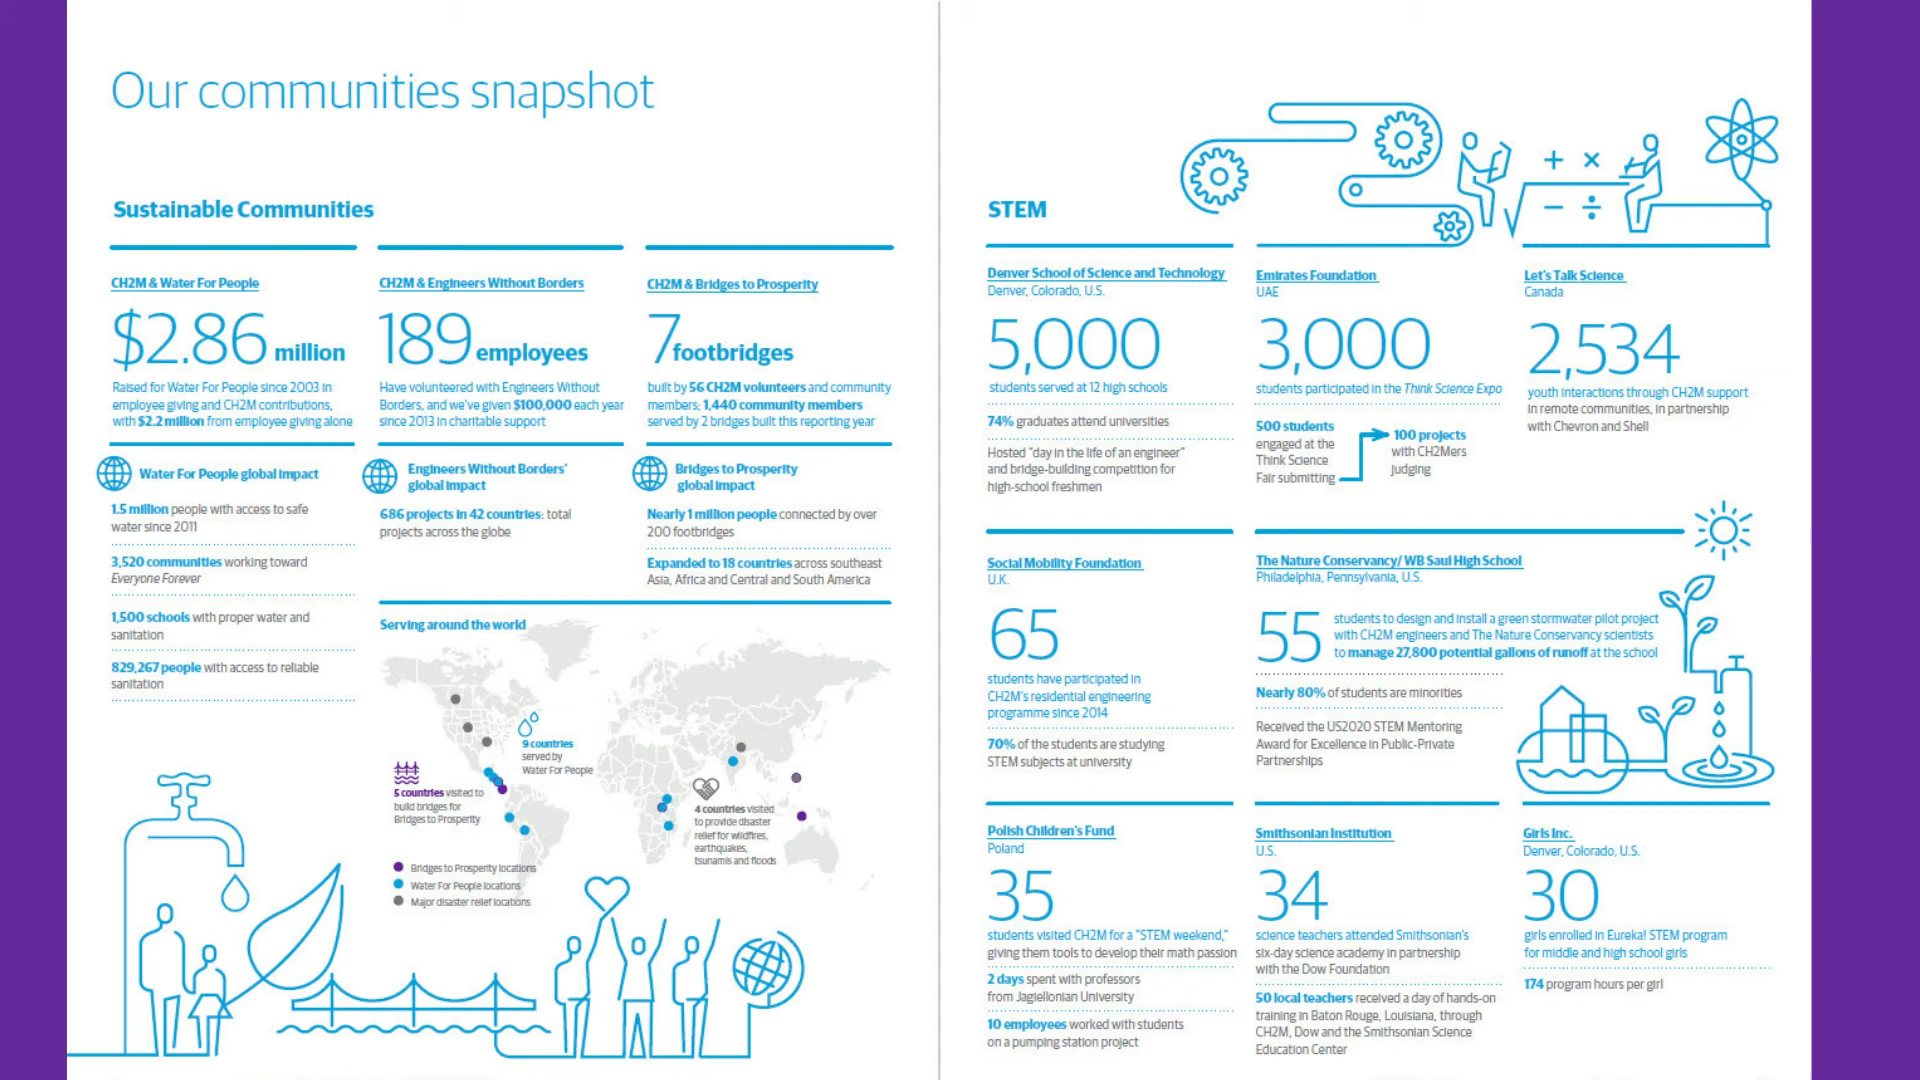 Our communities snapshot
Sustainable Communities
CH2M & Water For People
$2.86 million
Raised for Water For People since 2003 in
employee giving and CH2M contributions,
with $2.2 million from employee giving alone
Water For People global impact
1.5 million people with access to safe
water since 2011
3,520 communities working toward
Everyone Forever
1,500 schools with proper water and
sanitation
829,267 people with access to reliable
sanitation
CH2M & Engineers Without Borders
189 employees
Have volunteered with Engineers Without
Borders, and we've given $100,000 each year
since 2013 in charitable support
Engineers Without Borders'
global impact
686 projects in 42 countries: total
projects across the globe
CH2M & Bridges to Prosperity
7 footbridges
built by 56 CH2M volunteers and community
members; 1,440 community members
served by 2 bridges built this reporting year
Bridges to Prosperity
global impact
Nearly 1 million people connected by over
200 footbridges
Expanded to 18 countries across southeast
Asia, Africa and Central and South America
Serving around the world
9 countries
served by
Water For People
5 countries visited to
build bridges for
Bridges to Prosperity
4 countries visited
to provide disaster
relief for wildfires,
earthquakes,
tsunamis and floods
Bridges to Prosperity locations
Water For People locations
Major disaster relief locations
STEM
+ ×
− ÷
Denver School of Science and Technology
Denver, Colorado, U.S.
5,000
students served at 12 high schools
74% graduates attend universities
Hosted "day in the life of an engineer"
and bridge-building competition for
high-school freshmen
Emirates Foundation
UAE
3,000
students participated in the Think Science Expo
500 students
engaged at the
Think Science
Fair submitting
100 projects
with CH2Mers
judging
Let's Talk Science
Canada
2,534
youth interactions through CH2M support
in remote communities, in partnership
with Chevron and Shell
Social Mobility Foundation
U.K.
65
students have participated in
CH2M's residential engineering
programme since 2014
70% of the students are studying
STEM subjects at university
The Nature Conservancy/ WB Saul High School
Philadelphia, Pennsylvania, U.S.
55
students to design and install a green stormwater pilot project
with CH2M engineers and The Nature Conservancy scientists
to manage 27,800 potential gallons of runoff at the school
Nearly 80% of students are minorities
Received the US2020 STEM Mentoring
Award for Excellence in Public-Private
Partnerships
Polish Children's Fund
Poland
35
students visited CH2M for a "STEM weekend,"
giving them tools to develop their math passion
2 days spent with professors
from Jagiellonian University
10 employees worked with students
on a pumping station project
Smithsonian Institution
U.S.
34
science teachers attended Smithsonian's
six-day science academy in partnership
with the Dow Foundation
50 local teachers received a day of hands-on
training in Baton Rouge, Louisiana, through
CH2M, Dow and the Smithsonian Science
Education Center
Girls Inc.
Denver, Colorado, U.S.
30
girls enrolled in Eureka! STEM program
for middle and high school girls
174 program hours per girl